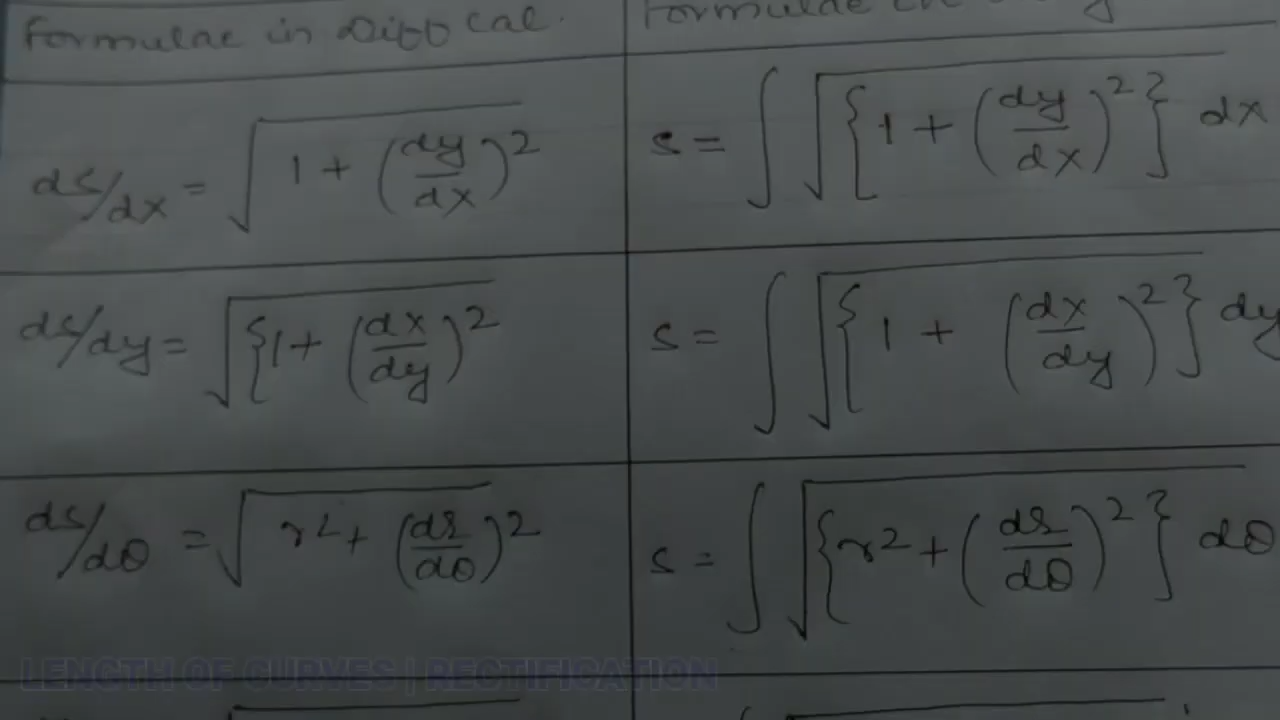 Formulae in Diff Cal.
Formulae in
ds/dx = √1 + (dy/dx)²
s = ∫ √{1 + (dy/dx)²} dx
ds/dy = √{1 + (dx/dy)²
s = ∫ √{1 + (dx/dy)²} dy
ds/dθ = √r² + (dr/dθ)²
s = ∫ √{r² + (dr/dθ)²} dθ
LENGTH OF CURVES | RECTIFICATION